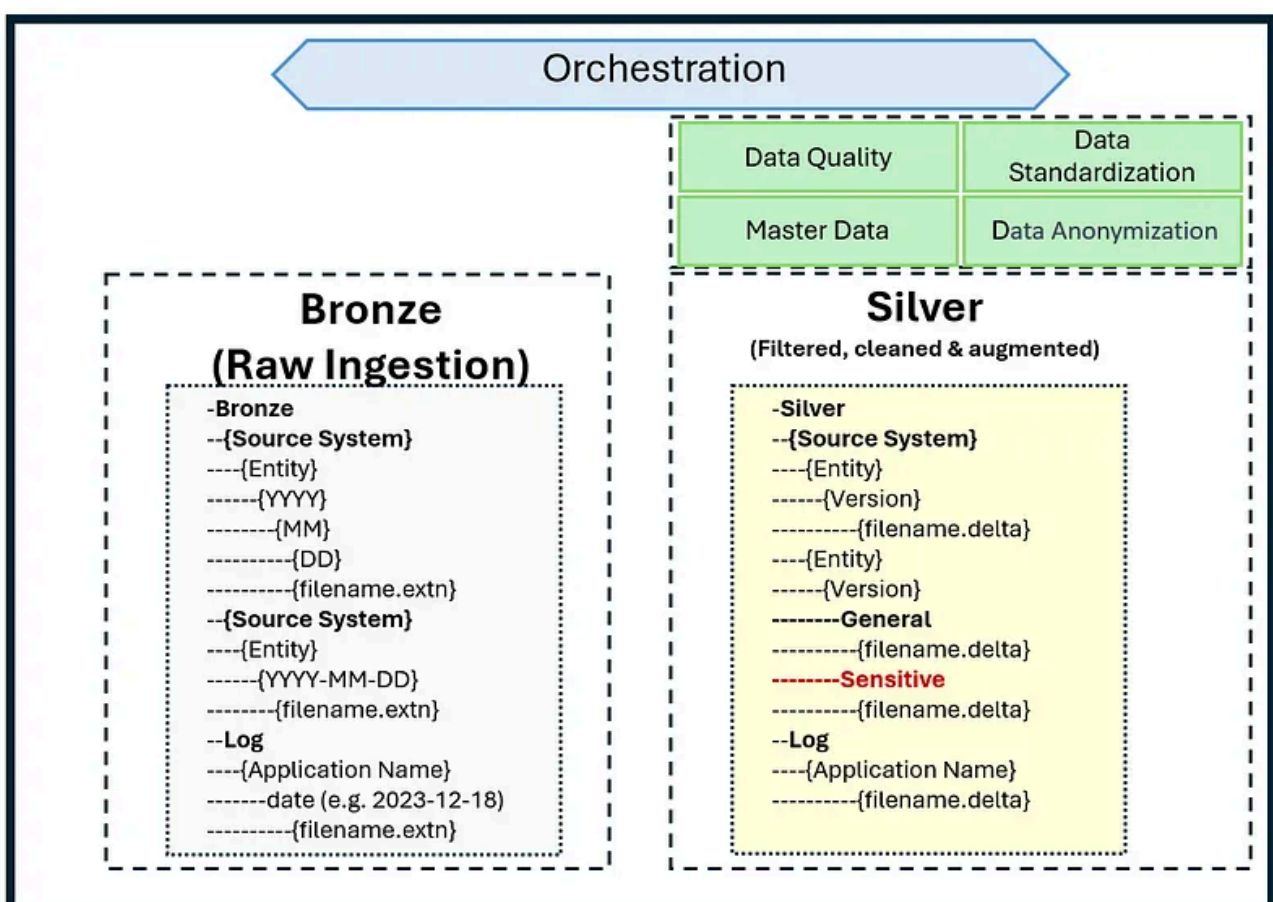 Orchestration
Data Quality
Data
Standardization
Master Data
Data Anonymization
Bronze
(Raw Ingestion)
-Bronze
--{Source System}
----{Entity}
------{YYYY}
--------{MM}
----------{DD}
----------{filename.extn}
--{Source System}
----{Entity}
------{YYYY-MM-DD}
--------{filename.extn}
--Log
----{Application Name}
-------date (e.g. 2023-12-18)
----------{filename.extn}
Silver
(Filtered, cleaned & augmented)
-Silver
--{Source System}
----{Entity}
------{Version}
----------{filename.delta}
----{Entity}
------{Version}
--------General
----------{filename.delta}
--------Sensitive
----------{filename.delta}
--Log
----{Application Name}
----------{filename.delta}